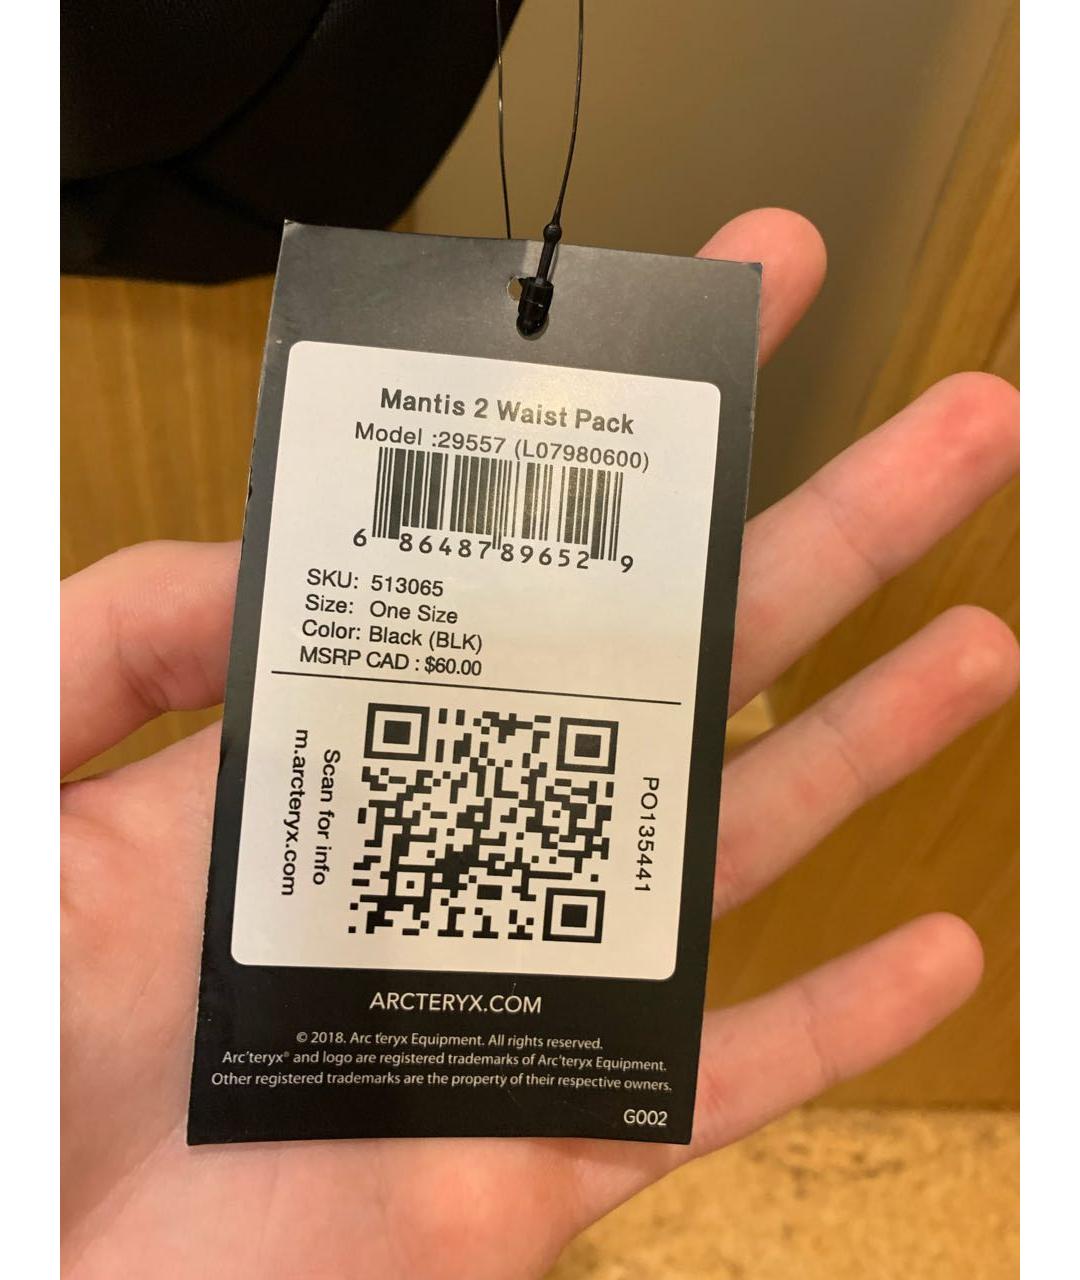 Mantis 2 Waist Pack
Model :29557 (L07980600)
6 86487 89652 9
SKU: 513065
Size: One Size
Color: Black (BLK)
MSRP CAD : $60.00
Scan for info
m.arcteryx.com
PO135441
ARCTERYX.COM
© 2018. Arc'teryx Equipment. All rights reserved.
Arc'teryx® and logo are registered trademarks of Arc'teryx Equipment.
Other registered trademarks are the property of their respective owners.
G002